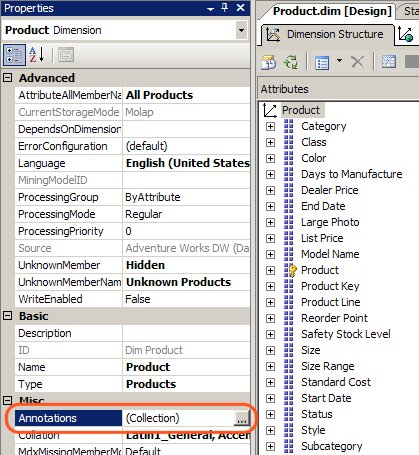 Properties
Product Dimension
Advanced
AttributeAllMemberNa All Products
CurrentStorageMode Molap
DependsOnDimension
ErrorConfiguration (default)
Language English (United States
MiningModelID
ProcessingGroup ByAttribute
ProcessingMode Regular
ProcessingPriority 0
Source Adventure Works DW (Da
UnknownMember Hidden
UnknownMemberName Unknown Products
WriteEnabled False
Basic
Description
ID Dim Product
Name Product
Type Products
Misc
Annotations (Collection) ...
Collation Latin1_General, Accen
MdxMissingMemberMo Default
Product.dim [Design]
Sta
Dimension Structure
Attributes
Product
Category
Class
Color
Days to Manufacture
Dealer Price
End Date
Large Photo
List Price
Model Name
Product
Product Key
Product Line
Reorder Point
Safety Stock Level
Size
Size Range
Standard Cost
Start Date
Status
Style
Subcategory